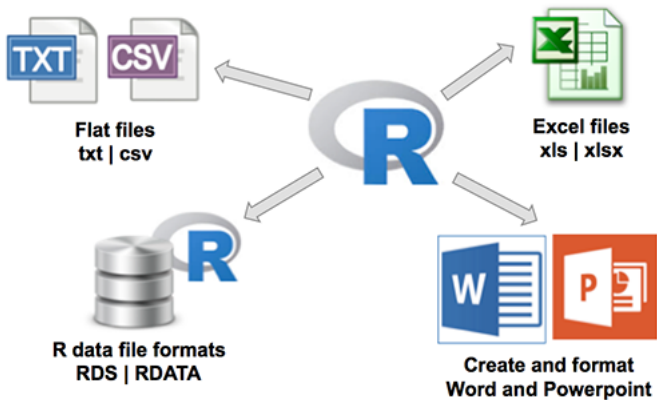 TXT
CSV
Flat files
txt | csv
R
X
Excel files
xls | xlsx
R
R data file formats
RDS | RDATA
W
P
Create and format
Word and Powerpoint